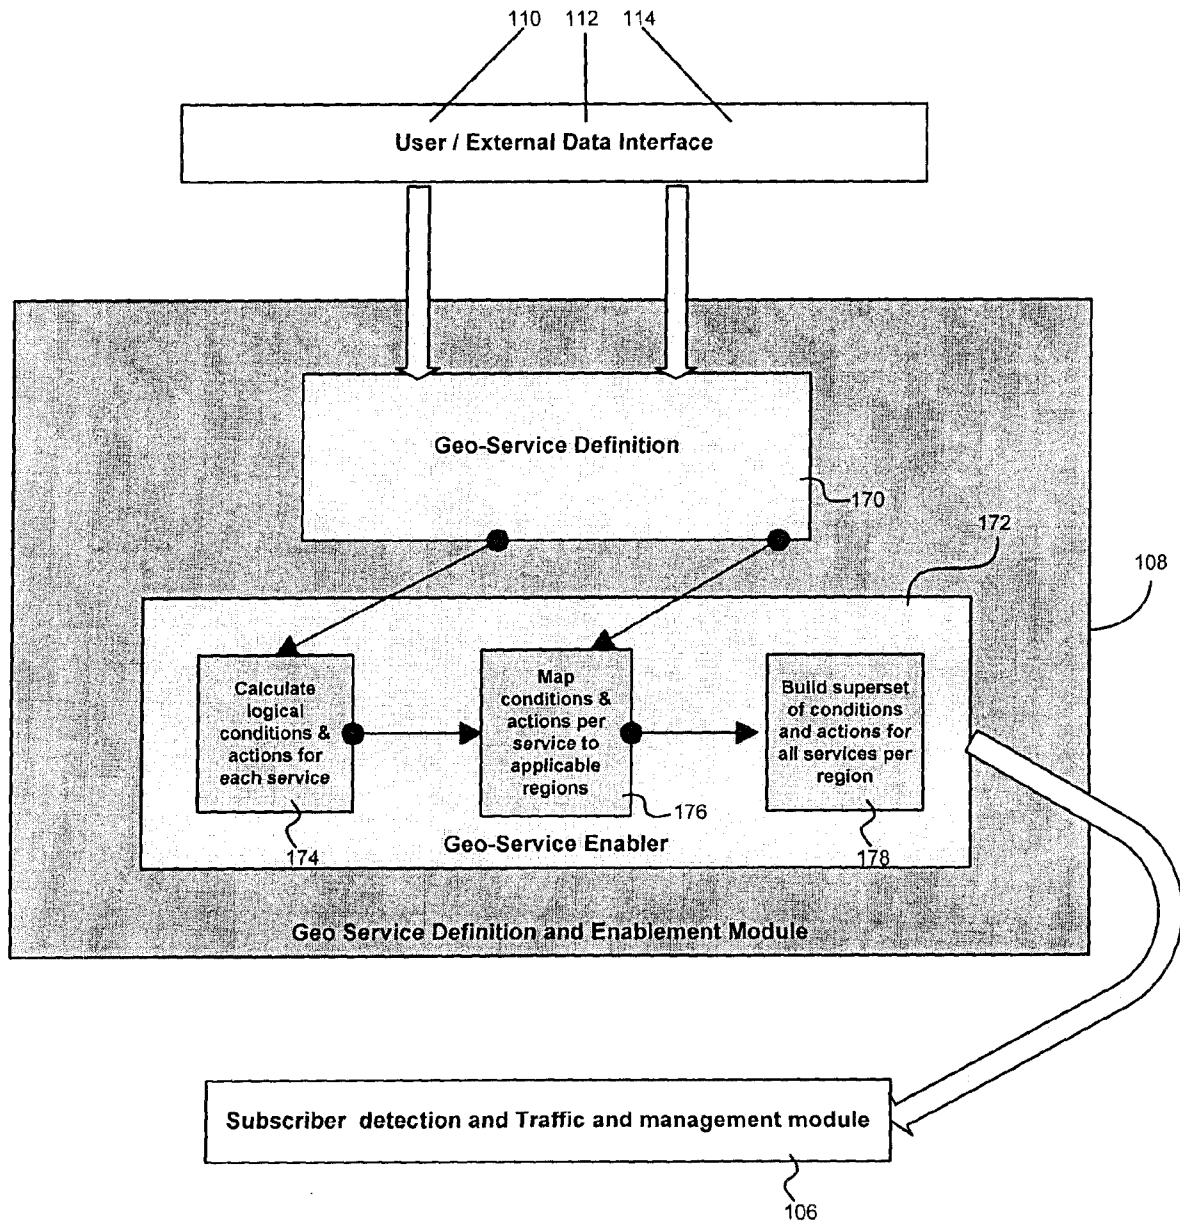 110 112 114
User / External Data Interface
Geo-Service Definition
170
172
108
Calculate
logical
conditions &
actions for
each service
174
Map
conditions &
actions per
service to
applicable
regions
176
Build superset
of conditions
and actions for
all services per
region
178
Geo-Service Enabler
Geo Service Definition and Enablement Module
Subscriber detection and Traffic and management module
106